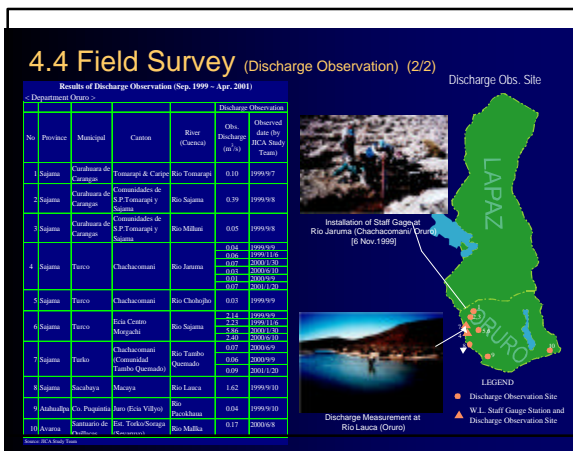 4.4 Field Survey (Discharge Observation) (2/2)
Results of Discharge Observation (Sep. 1999 ~ Apr. 2001)
< Department Oruro >
Discharge Observation
No Province Municipal Canton River (Cuenca) Obs. Discharge (m³/s) Observed date (by JICA Study Team)
1 Sajama Curahuara de Carangas Tomarapi & Caripe Rio Tomarapi 0.10 1999/9/7
2 Sajama Curahuara de Carangas Comunidades de S.P.Tomarapi y Sajama Rio Sajama 0.39 1999/9/8
3 Sajama Curahuara de Carangas Comunidades de S.P.Tomarapi y Sajama Rio Milluni 0.05 1999/9/8
4 Sajama Turco Chachacomani Rio Jaruma 0.04 1999/9/9
0.06 1999/11/6
0.07 2000/1/30
0.03 2000/6/10
0.01 2000/9/9
0.07 2001/1/20
5 Sajama Turco Chachacomani Rio Chohojho 0.03 1999/9/9
6 Sajama Turco Ecia Centro Morgachi Rio Sajama 2.14 1999/9/9
2.23 1999/11/6
5.86 2000/1/30
2.40 2000/6/10
7 Sajama Turko Chachacomani (Comunidad Tambo Quemado) Rio Tambo Quemado 0.07 2000/6/9
0.06 2000/9/9
0.09 2001/1/20
8 Sajama Sacabaya Macaya Rio Lauca 1.62 1999/9/10
9 Atahuallpa Co. Puquintia Juro (Ecia Villyo) Rio Pacokhaua 0.04 1999/9/10
10 Avaroa Santuario de Quillacas Est. Torko/Soraga Rio Mallka 0.17 2000/6/8
Source: JICA Study Team
Installation of Staff Gage at
Río Jaruma (Chachacomani/ Oruro)
[6 Nov.1999]
Discharge Measurement at
Río Lauca (Oruro)
Discharge Obs. Site
LAPAZ
ORURO
10
LEGEND
Discharge Observation Site
W.L. Staff Gauge Station and
Discharge Observation Site